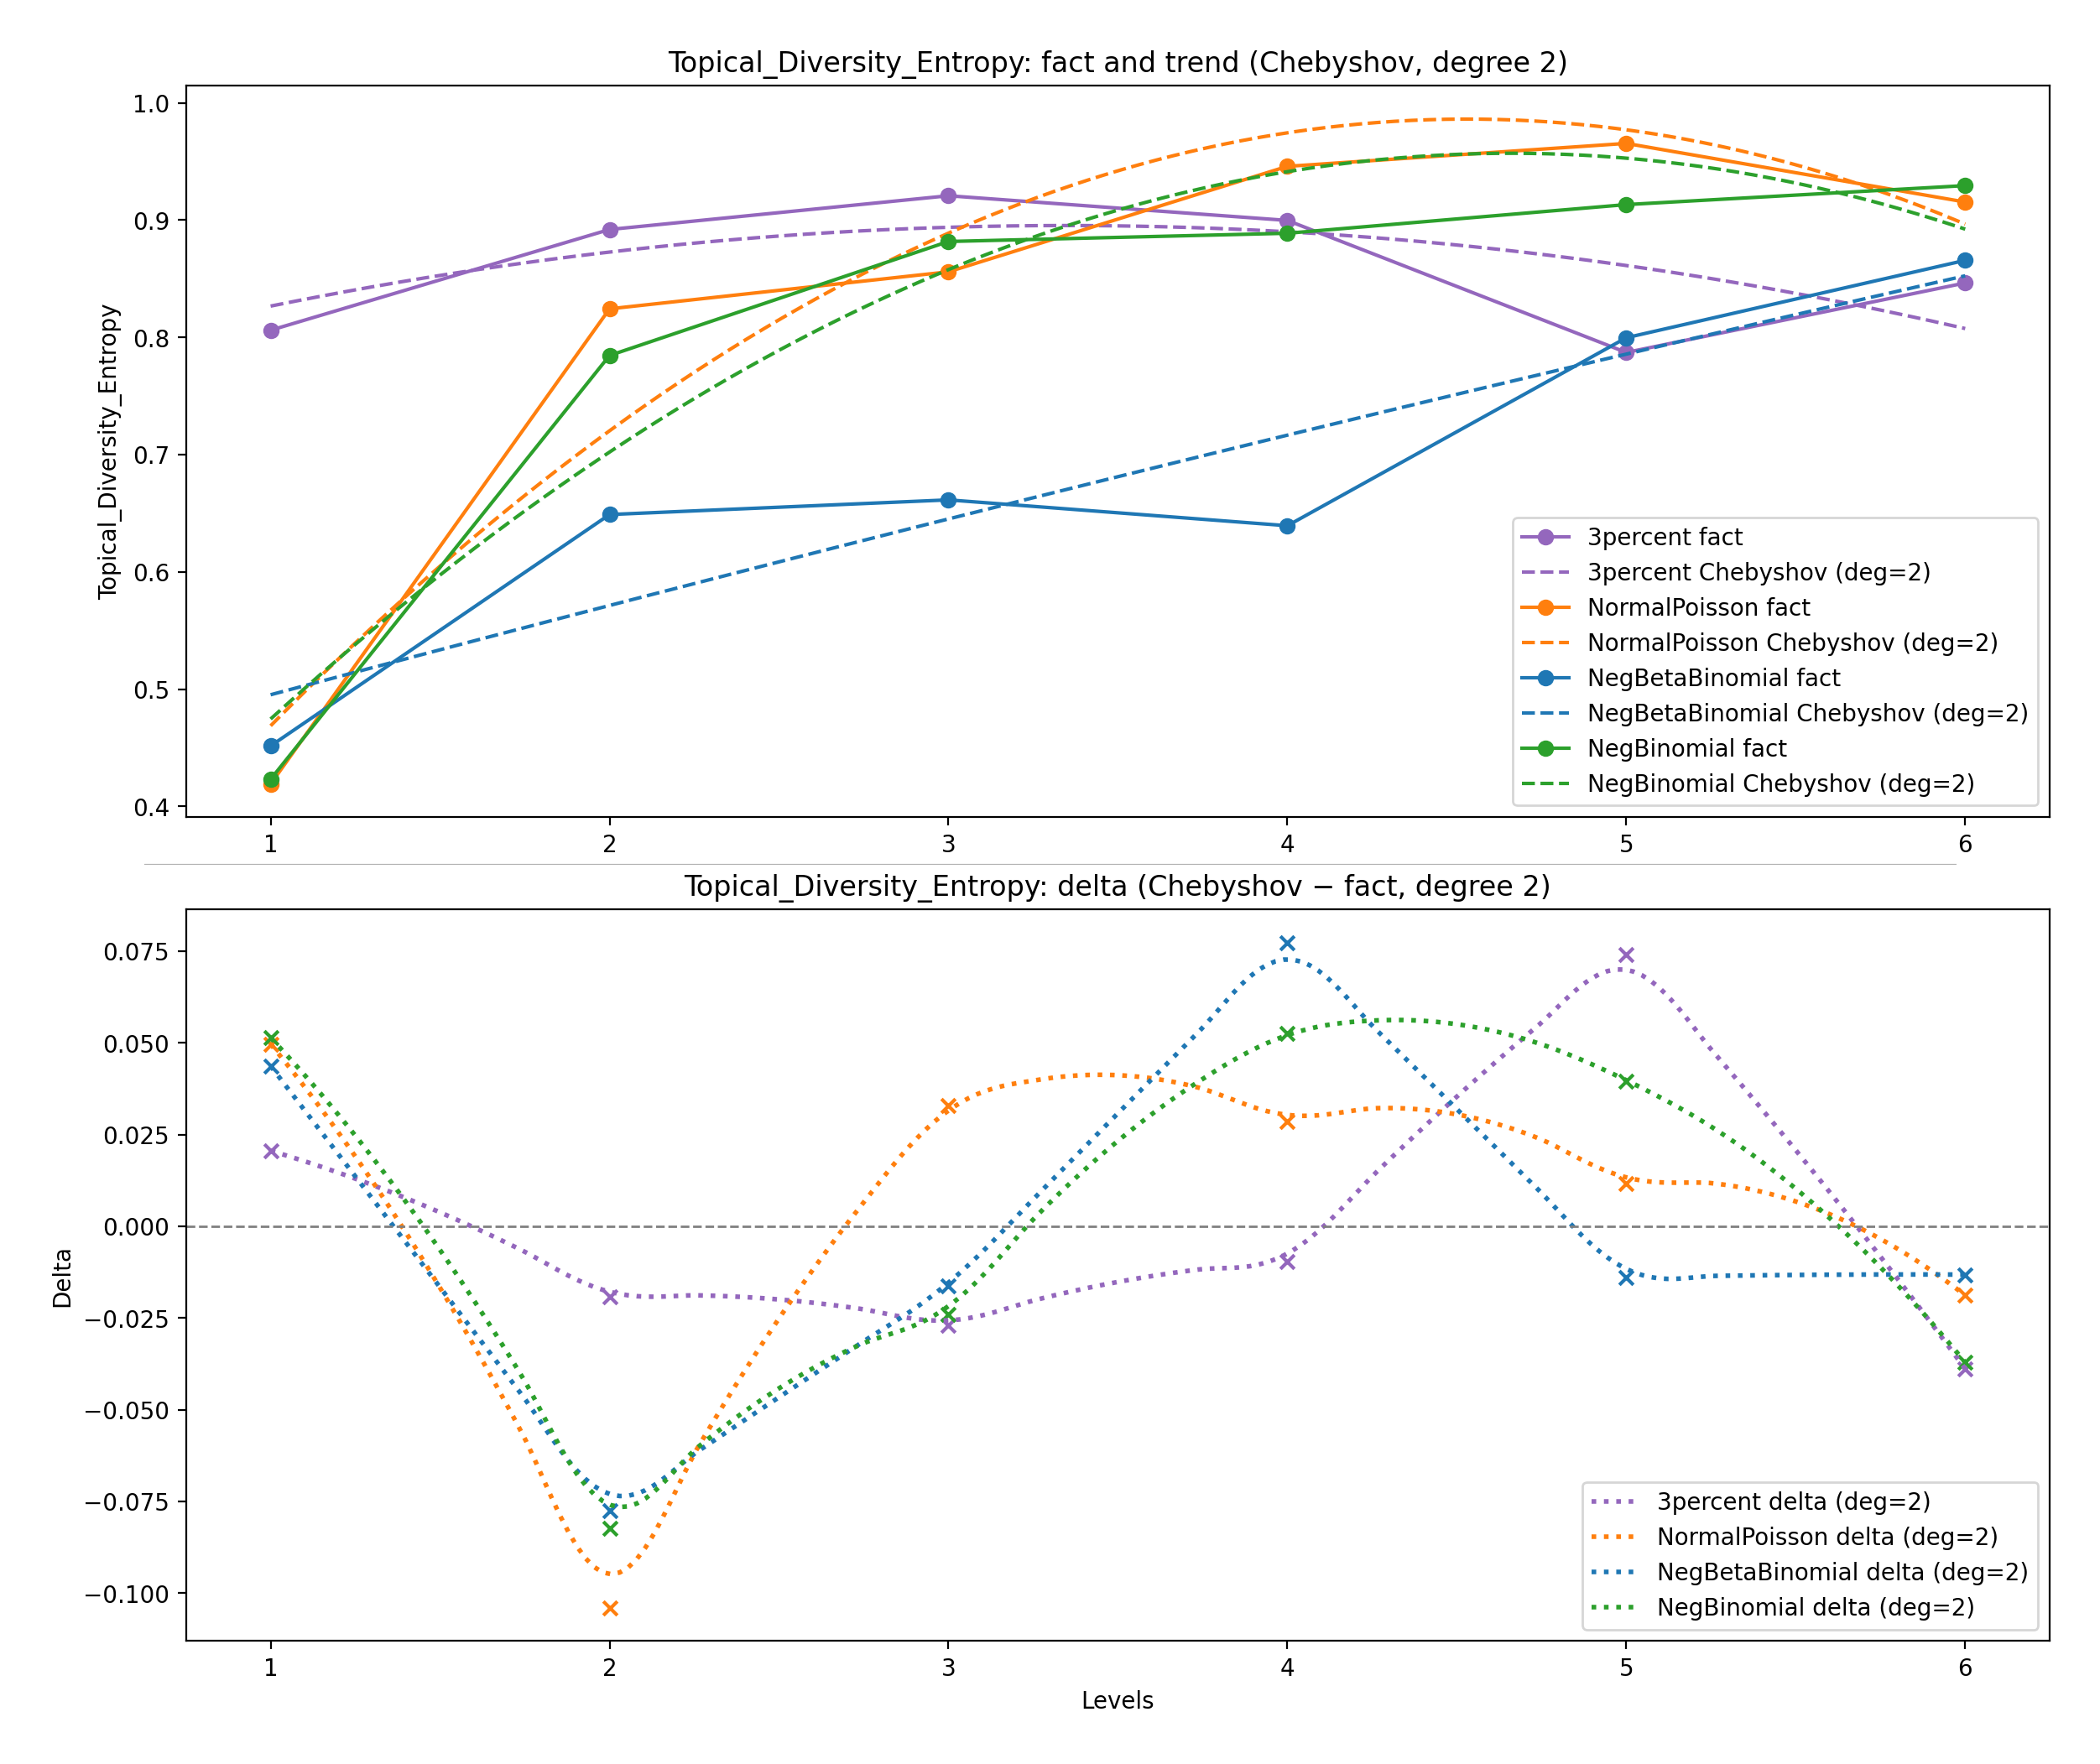 Topical_Diversity_Entropy: fact and trend (Chebyshov, degree 2)
Topical_Diversity_Entropy
1.0
0.9
0.8
0.7
0.6
0.5
0.4
1 2 3 4 5 6
3percent fact
3percent Chebyshov (deg=2)
NormalPoisson fact
NormalPoisson Chebyshov (deg=2)
NegBetaBinomial fact
NegBetaBinomial Chebyshov (deg=2)
NegBinomial fact
NegBinomial Chebyshov (deg=2)
Topical_Diversity_Entropy: delta (Chebyshov − fact, degree 2)
Delta
0.075
0.050
0.025
0.000
−0.025
−0.050
−0.075
−0.100
3percent delta (deg=2)
NormalPoisson delta (deg=2)
NegBetaBinomial delta (deg=2)
NegBinomial delta (deg=2)
1 2 3 4 5 6
Levels